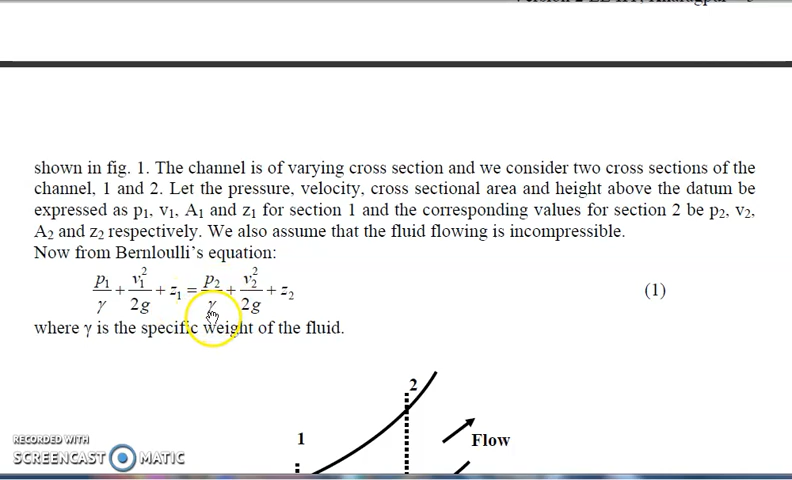 shown in fig. 1. The channel is of varying cross section and we consider two cross sections of the
channel, 1 and 2. Let the pressure, velocity, cross sectional area and height above the datum be
expressed as p₁, v₁, A₁ and z₁ for section 1 and the corresponding values for section 2 be p₂, v₂,
A₂ and z₂ respectively. We also assume that the fluid flowing is incompressible.
Now from Bernloulli's equation:
p₁/γ + v₁²/2g + z₁ = p₂/γ + v₂²/2g + z₂ (1)
where γ is the specific weight of the fluid.
2
1
Flow
RECORDED WITH
SCREENCAST MATIC